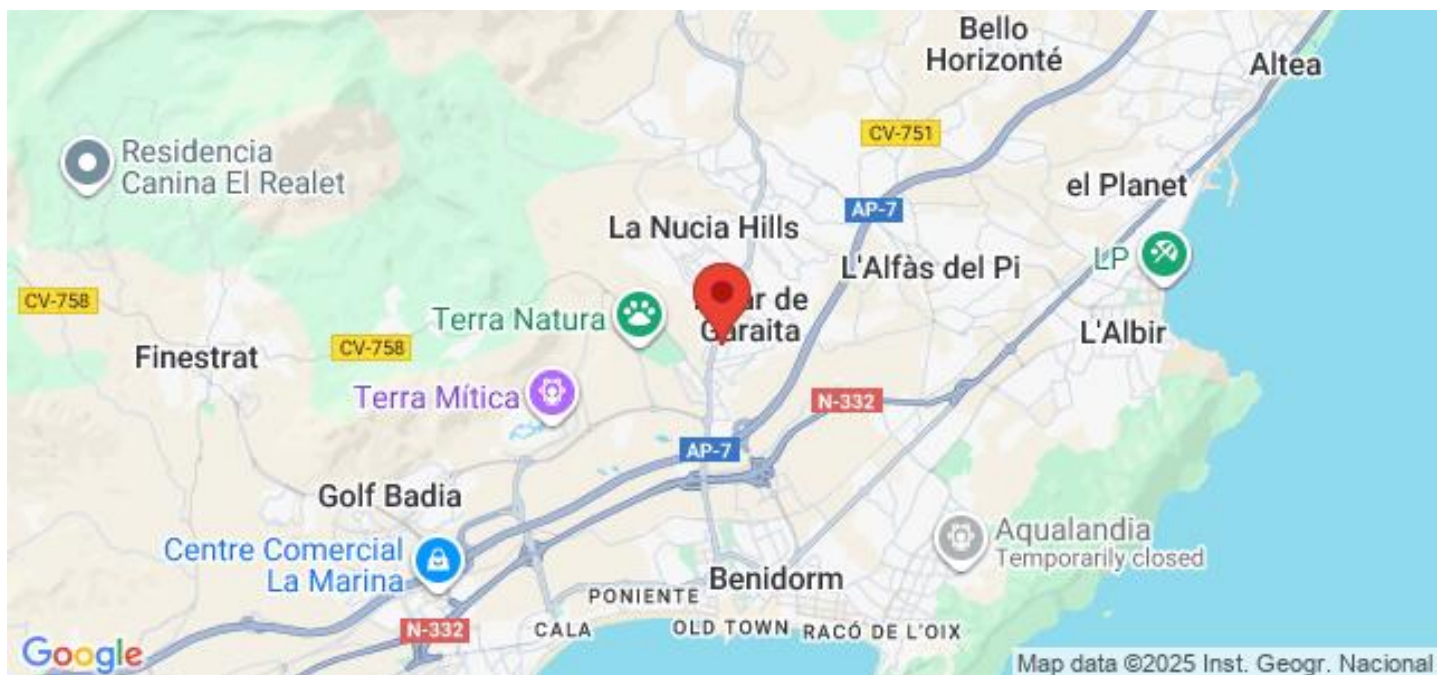 Bello
Horizonté
Altea
CV-751
Residencia
Canina El Realet
el Planet
AP-7
La Nucia Hills
L'Alfàs del Pi
LP
CV-758
Terra Natura
ar de
Garaita
L'Albir
Finestrat
CV-758
Terra Mítica
N-332
AP-7
Golf Badia
Aqualandia
Temporarily closed
Centre Comercial
La Marina
Benidorm
PONIENTE
N-332
CALA
OLD TOWN
RACÓ DE L'OIX
Google
Map data ©2025 Inst. Geogr. Nacional